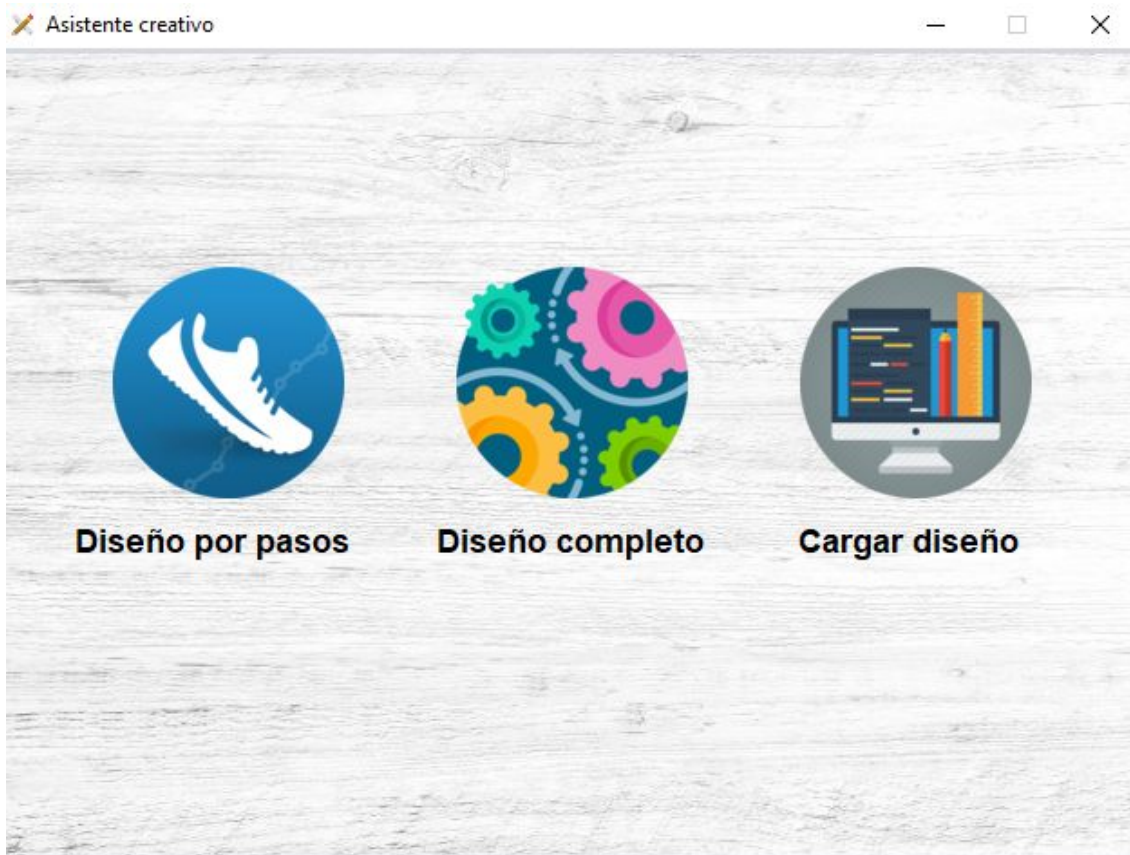 Asistente creativo
Diseño por pasos
Diseño completo
Cargar diseño